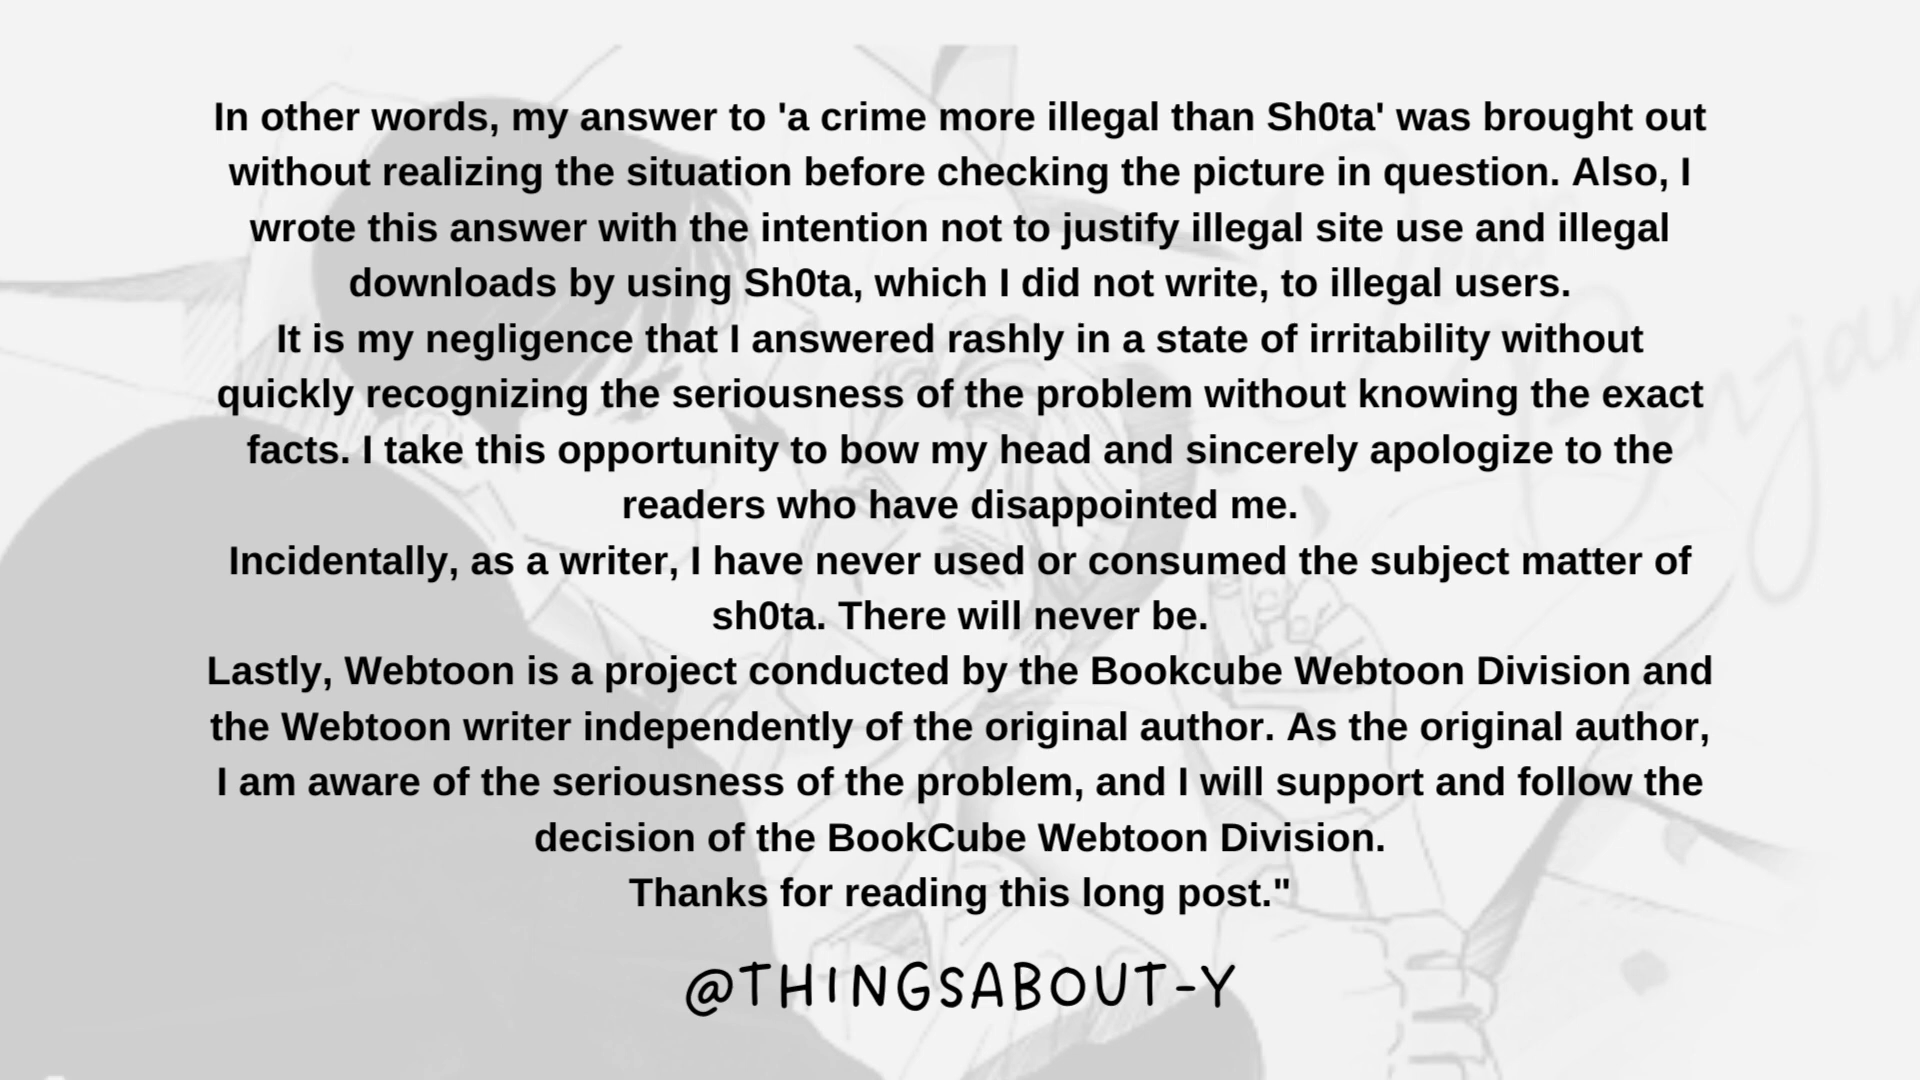 In other words, my answer to 'a crime more illegal than Sh0ta' was brought out
without realizing the situation before checking the picture in question. Also, I
wrote this answer with the intention not to justify illegal site use and illegal
downloads by using Sh0ta, which I did not write, to illegal users.
It is my negligence that I answered rashly in a state of irritability without
quickly recognizing the seriousness of the problem without knowing the exact
facts. I take this opportunity to bow my head and sincerely apologize to the
readers who have disappointed me.
Incidentally, as a writer, I have never used or consumed the subject matter of
sh0ta. There will never be.
Lastly, Webtoon is a project conducted by the Bookcube Webtoon Division and
the Webtoon writer independently of the original author. As the original author,
I am aware of the seriousness of the problem, and I will support and follow the
decision of the BookCube Webtoon Division.
Thanks for reading this long post."
@THINGSABOUT-Y